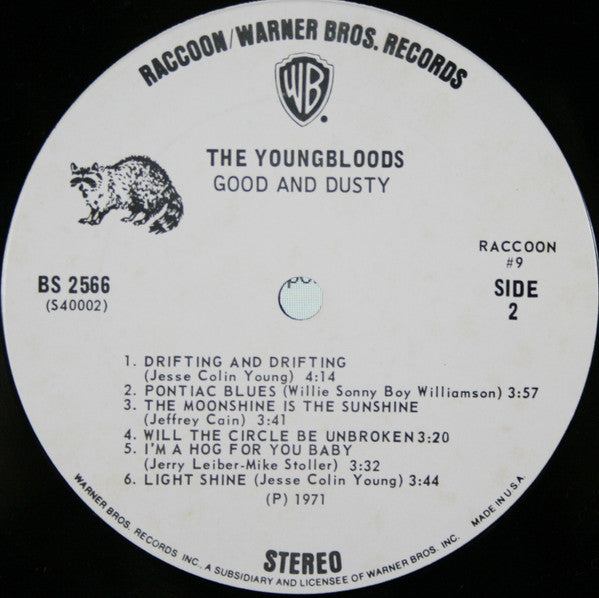 RACCOON/WARNER BROS. RECORDS
WB
THE YOUNGBLOODS
GOOD AND DUSTY
RACCOON
#9
BS 2566
(S40002)
SIDE
2
1. DRIFTING AND DRIFTING
(Jesse Colin Young) 4:14
2. PONTIAC BLUES (Willie Sonny Boy Williamson) 3:57
3. THE MOONSHINE IS THE SUNSHINE
(Jeffrey Cain) 3:41
4. WILL THE CIRCLE BE UNBROKEN 3:20
5. I'M A HOG FOR YOU BABY
(Jerry Leiber-Mike Stoller) 3:32
6. LIGHT SHINE (Jesse Colin Young) 3:44
(P) 1971
STEREO
WARNER BROS. RECORDS INC., A SUBSIDIARY AND LICENSEE OF WARNER BROS. INC. MADE IN U.S.A.